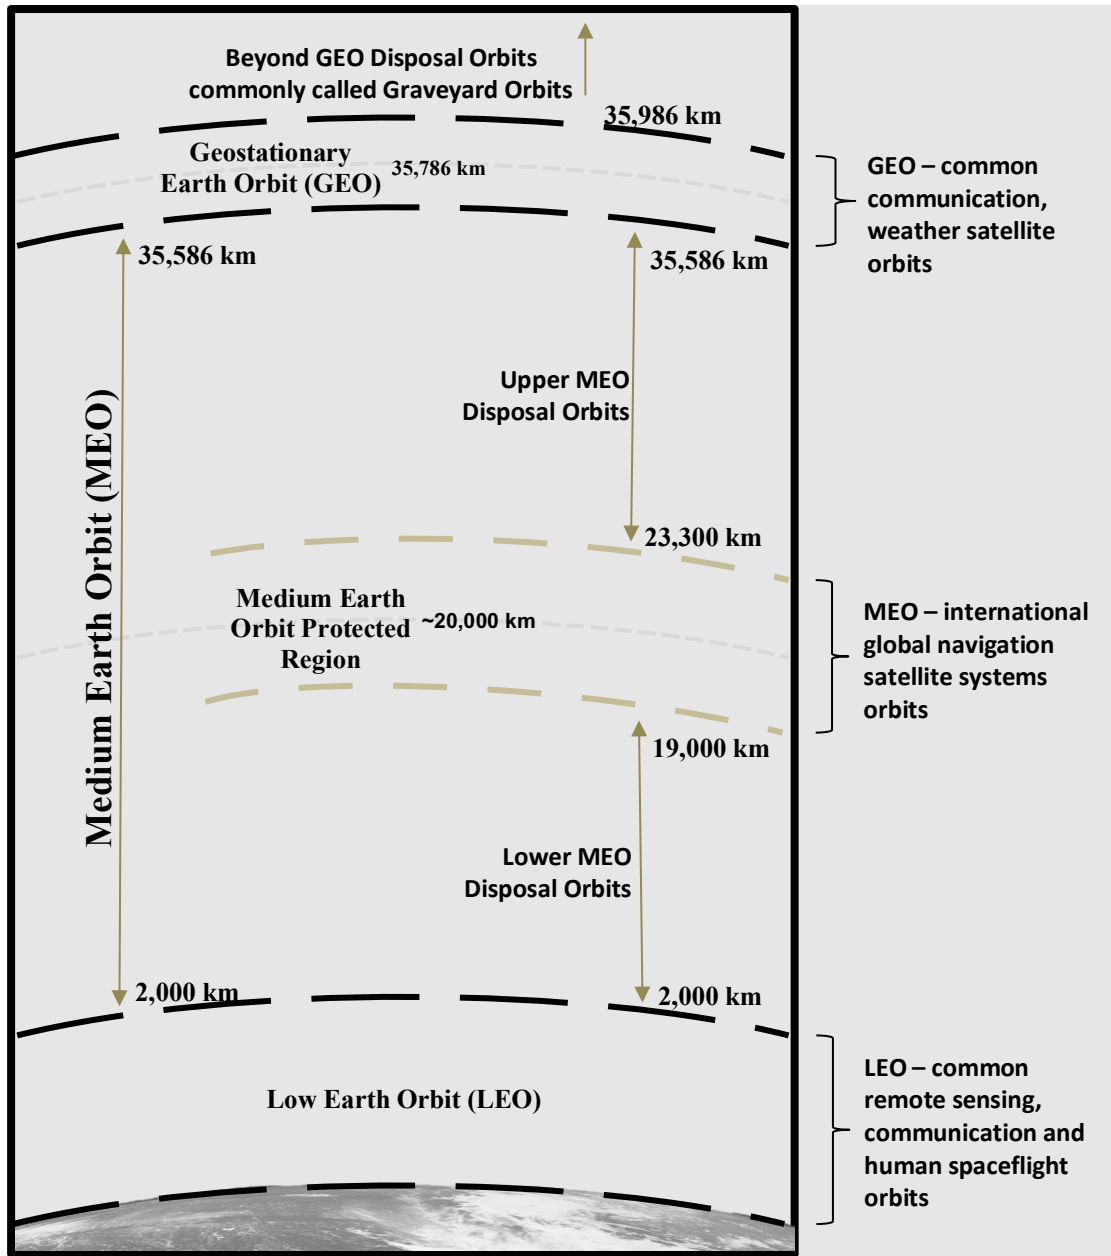 Beyond GEO Disposal Orbits
commonly called Graveyard Orbits
35,986 km
Geostationary
Earth Orbit (GEO)
35,786 km
GEO – common
communication,
weather satellite
orbits
35,586 km
35,586 km
Upper MEO
Disposal Orbits
Medium Earth Orbit (MEO)
23,300 km
Medium Earth
Orbit Protected
Region
~20,000 km
MEO – international
global navigation
satellite systems
orbits
19,000 km
Lower MEO
Disposal Orbits
2,000 km
2,000 km
Low Earth Orbit (LEO)
LEO – common
remote sensing,
communication and
human spaceflight
orbits